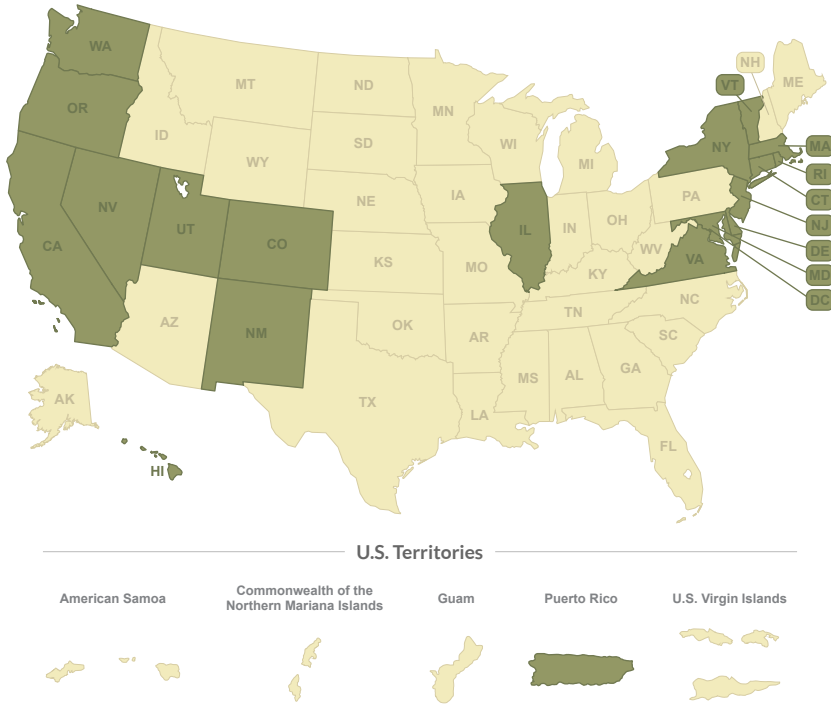 WA
MT
ND
MN
NH
ME
VT
OR
ID
SD
WI
MI
NY
MA
WY
RI
NE
IA
PA
CT
NV
UT
CO
IL
IN
OH
NJ
CA
KS
MO
WV
VA
DE
KY
MD
NC
DC
AZ
NM
OK
AR
TN
SC
TX
MS
AL
GA
LA
AK
FL
HI
U.S. Territories
American Samoa
Commonwealth of the
Northern Mariana Islands
Guam
Puerto Rico
U.S. Virgin Islands